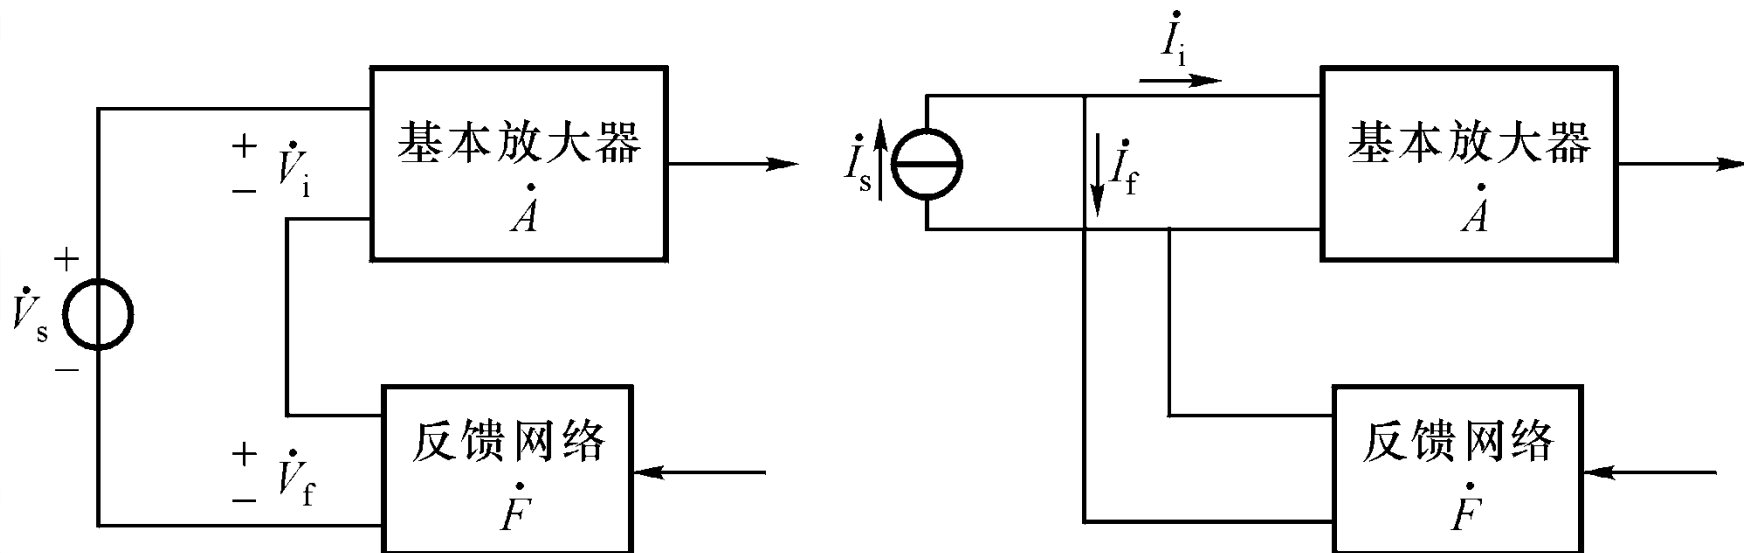 +
V̇i
−
基本放大器
Ȧ
+
V̇s
−
+
V̇f
−
反馈网络
Ḟ
İi
İs
İf
基本放大器
Ȧ
反馈网络
Ḟ